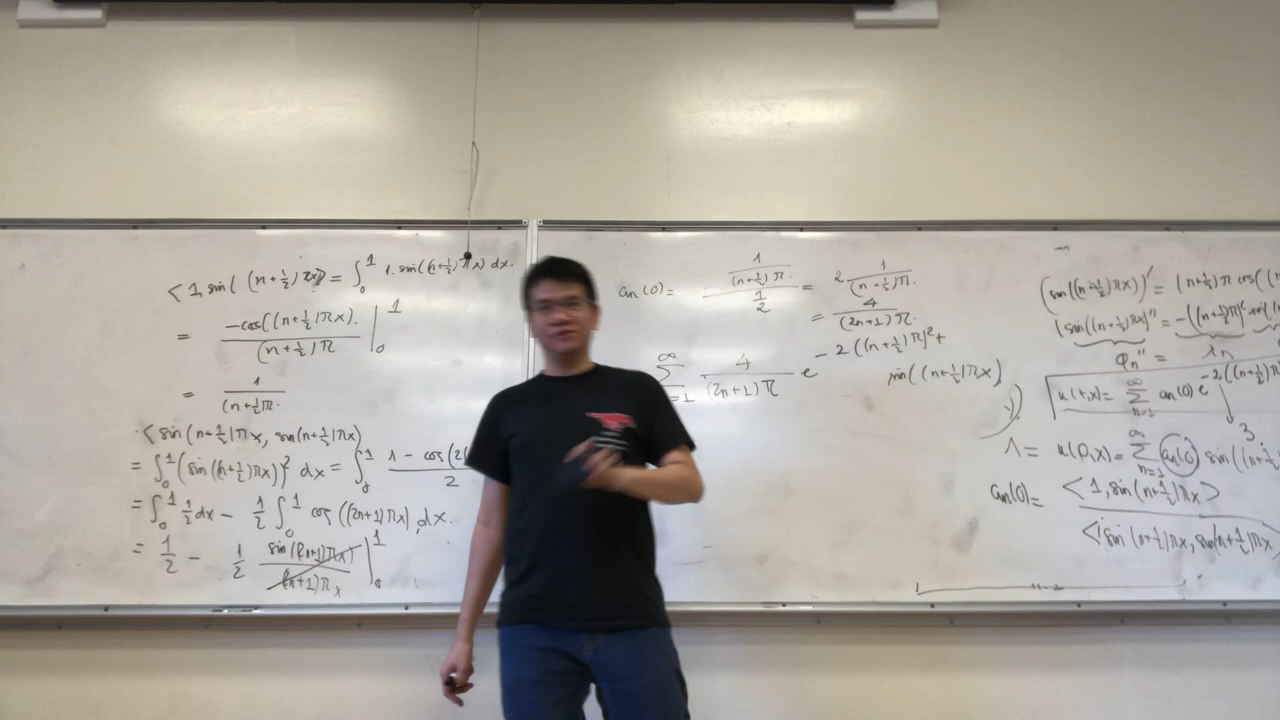 < 1, sin( (n+½)πx)> = ∫₀¹ 1. sin((n+½)πx) dx.
= -cos((n+½)πx). / (n+½)π |₀¹
= 1 / (n+½)π.
< sin(n+½)πx, sin(n+½)πx)
= ∫₀¹ (sin((n+½)πx))² dx = ∫₀¹ 1 - cos(2( / 2
= ∫₀¹ ½ dx - ½ ∫₀¹ cos ((2n+1)πx) dx.
= ½ - ½ sin((2n+1)πx) / (2n+1)πx |₀¹
an(0) = 1 / (n+½)π. / ½ = 2 1 / (n+½)π.
= 4 / (2n+1)π.
∞ Σ =1 4 / (2n+1)π e^-2((n+½)π)²t
sin((n+½)πx)
(sin((n+½)πx))' = (n+½)π cos((
(sin((n+½)πx)'' = -((n+½)π)²
φn'' = λn
u(t,x) = ∞ Σ n=1 an(0) e^-2((n+½)π
3
1 = u(0,x) = ∞ Σ n=1 an(0) sin((n+½
an(0) = <1, sin(n+½)πx> / <sin(n+½)πx, sin(n+½)πx